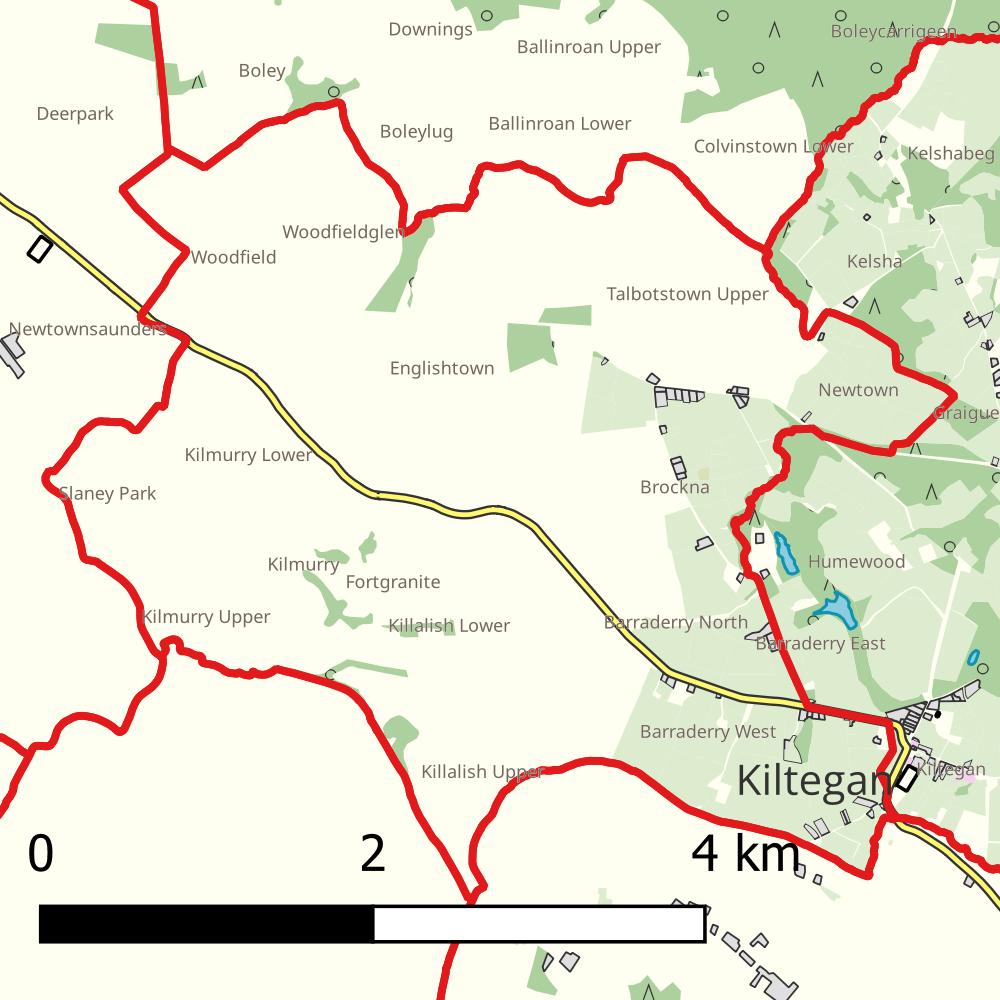 Downings
Boleycarrigeen
Ballinroan Upper
Boley
Deerpark
Ballinroan Lower
Boleylug
Colvinstown Lower
Kelshabeg
Woodfieldglen
Woodfield
Kelsha
Talbotstown Upper
Newtownsaunders
Englishtown
Newtown
Graigue
Kilmurry Lower
Brockna
Slaney Park
Humewood
Kilmurry
Fortgranite
Kilmurry Upper
Barraderry North
Killalish Lower
Barraderry East
Barraderry West
Killalish Upper
Kiltegan
Kiltegan
0 2 4 km